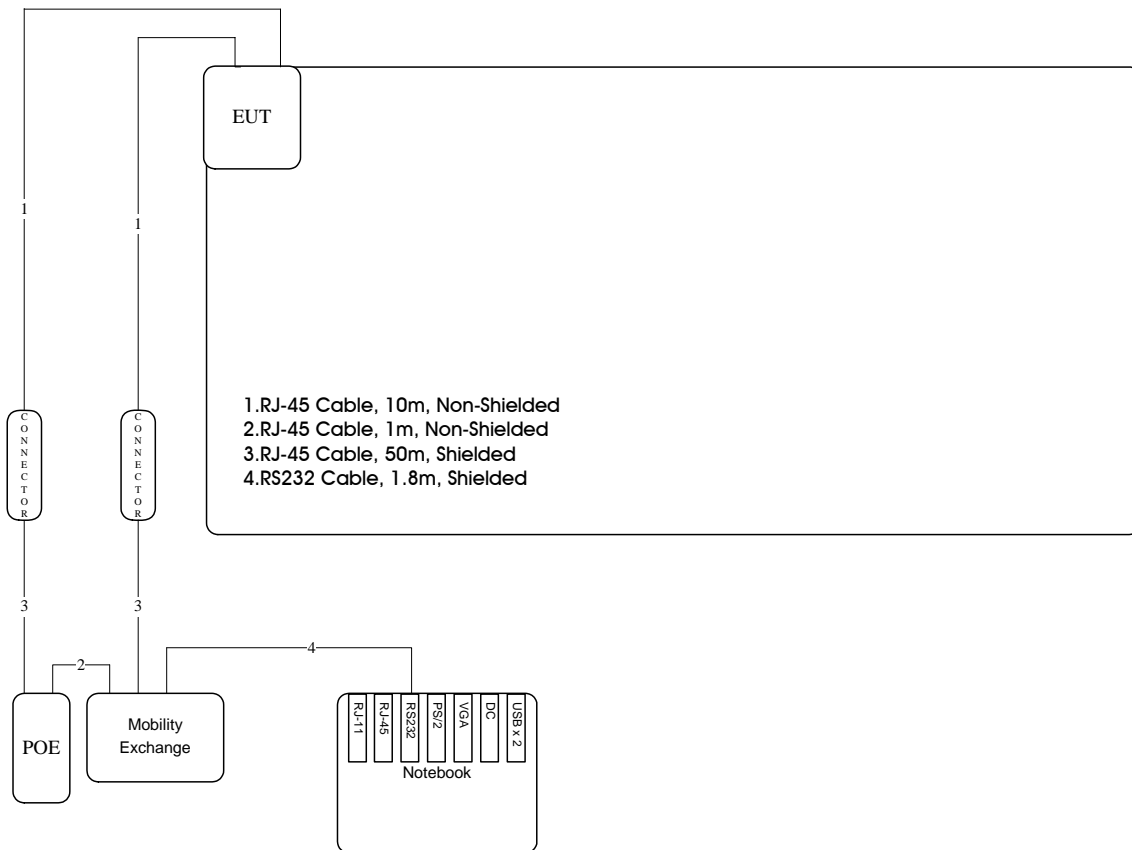 EUT
1
1
1.RJ-45 Cable, 10m, Non-Shielded
2.RJ-45 Cable, 1m, Non-Shielded
3.RJ-45 Cable, 50m, Shielded
4.RS232 Cable, 1.8m, Shielded
CONNECTOR
CONNECTOR
3
3
2
4
POE
Mobility
Exchange
RJ-11
RJ-45
RS232
PS/2
VGA
DC
USB x 2
Notebook